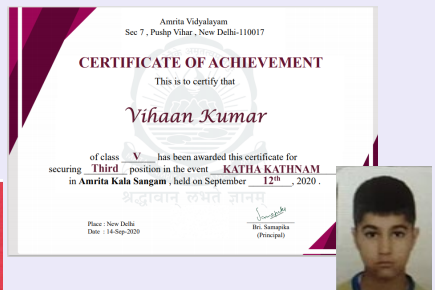 Amrita Vidyalayam
Sec 7 , Pushp Vihar , New Delhi-110017
CERTIFICATE OF ACHIEVEMENT
This is to certify that
Vihaan Kumar
of class V has been awarded this certificate for
securing Third position in the event KATHA KATHNAM
in Amrita Kala Sangam , held on September 12th, 2020 .
श्रद्धावान् लभते ज्ञानम्
Samapika
Place : New Delhi
Bri. Samapika
Date : 14-Sep-2020
(Principal)